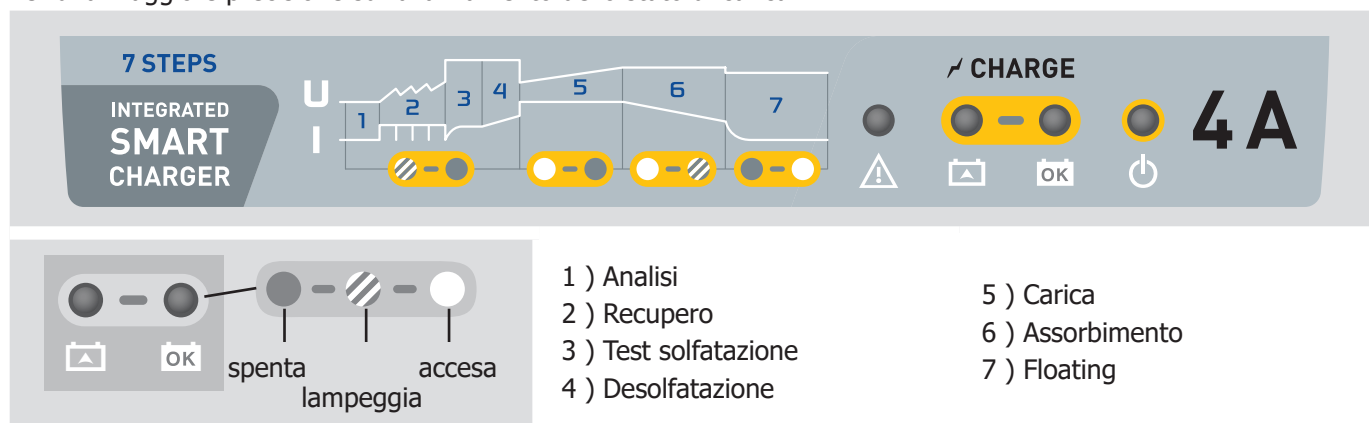 7 STEPS
INTEGRATED
SMART
CHARGER
U
I
1
2
3
4
5
6
7
CHARGE
OK
4 A
OK
spenta
lampeggia
accesa
1 ) Analisi
2 ) Recupero
3 ) Test solfatazione
4 ) Desolfatazione
5 ) Carica
6 ) Assorbimento
7 ) Floating